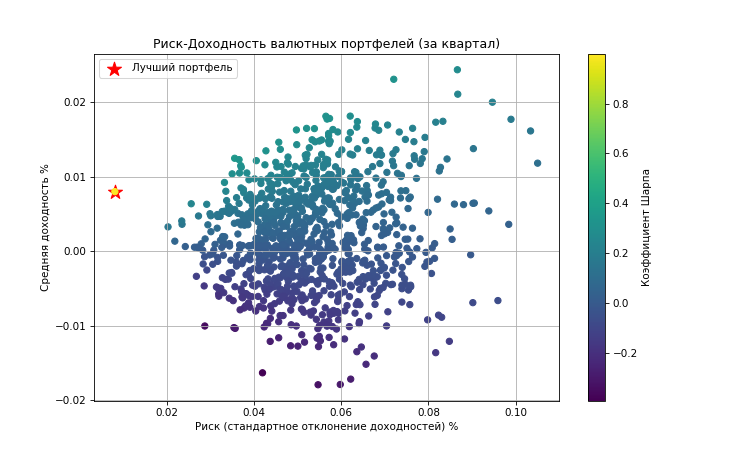 Риск-Доходность валютных портфелей (за квартал)
Лучший портфель
Средняя доходность %
0.02
0.01
0.00
−0.01
−0.02
0.02 0.04 0.06 0.08 0.10
Риск (стандартное отклонение доходностей) %
0.8
0.6
0.4
0.2
0.0
−0.2
Коэффициент Шарпа